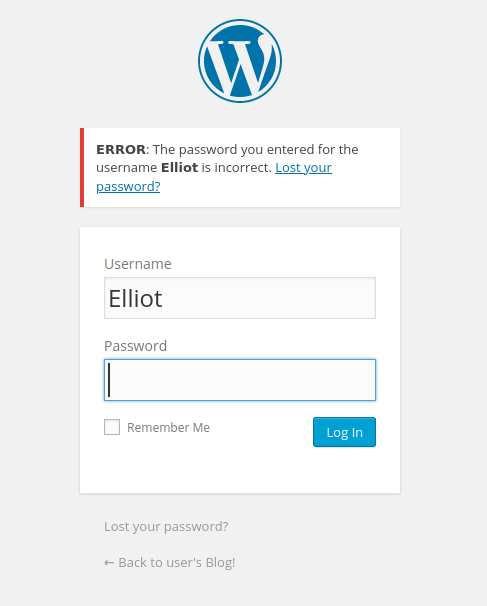 ERROR: The password you entered for the
username Elliot is incorrect. Lost your
password?
Username
Elliot
Password
Remember Me
Log In
Lost your password?
← Back to user's Blog!